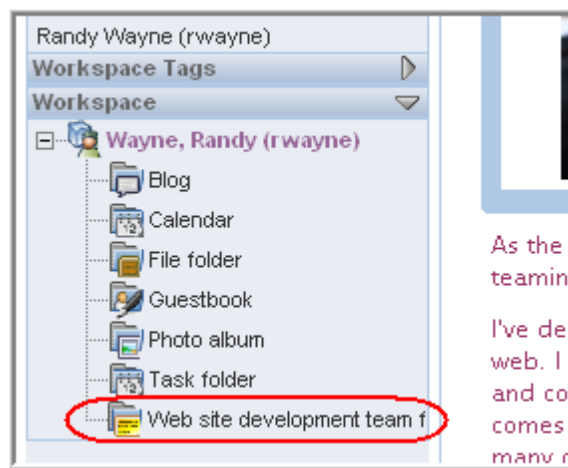 Randy Wayne (rwayne)
Workspace Tags
Workspace
Wayne, Randy (rwayne)
Blog
Calendar
File folder
Guestbook
Photo album
Task folder
Web site development team f
As the
teamin
I've de
web. I
and co
comes
many